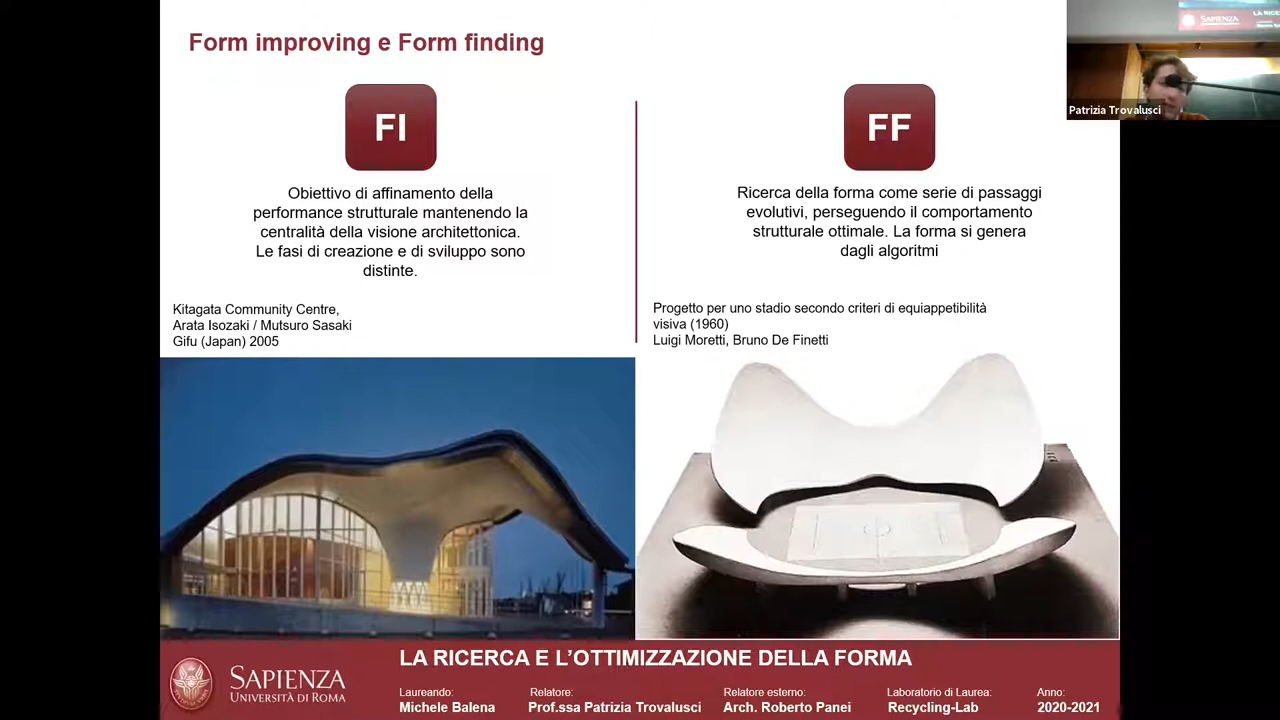 Form improving e Form finding
FI
Obiettivo di affinamento della
performance strutturale mantenendo la
centralità della visione architettonica.
Le fasi di creazione e di sviluppo sono
distinte.
Kitagata Community Centre,
Arata Isozaki / Mutsuro Sasaki
Gifu (Japan) 2005
FF
Ricerca della forma come serie di passaggi
evolutivi, perseguendo il comportamento
strutturale ottimale. La forma si genera
dagli algoritmi
Progetto per uno stadio secondo criteri di equiappetibilità
visiva (1960)
Luigi Moretti, Bruno De Finetti
SAPIENZA
Patrizia Trovalusci
SAPIENZA
UNIVERSITÀ DI ROMA
LA RICERCA E L'OTTIMIZZAZIONE DELLA FORMA
Laureando:
Michele Balena
Relatore:
Prof.ssa Patrizia Trovalusci
Relatore esterno:
Arch. Roberto Panei
Laboratorio di Laurea:
Recycling-Lab
Anno:
2020-2021